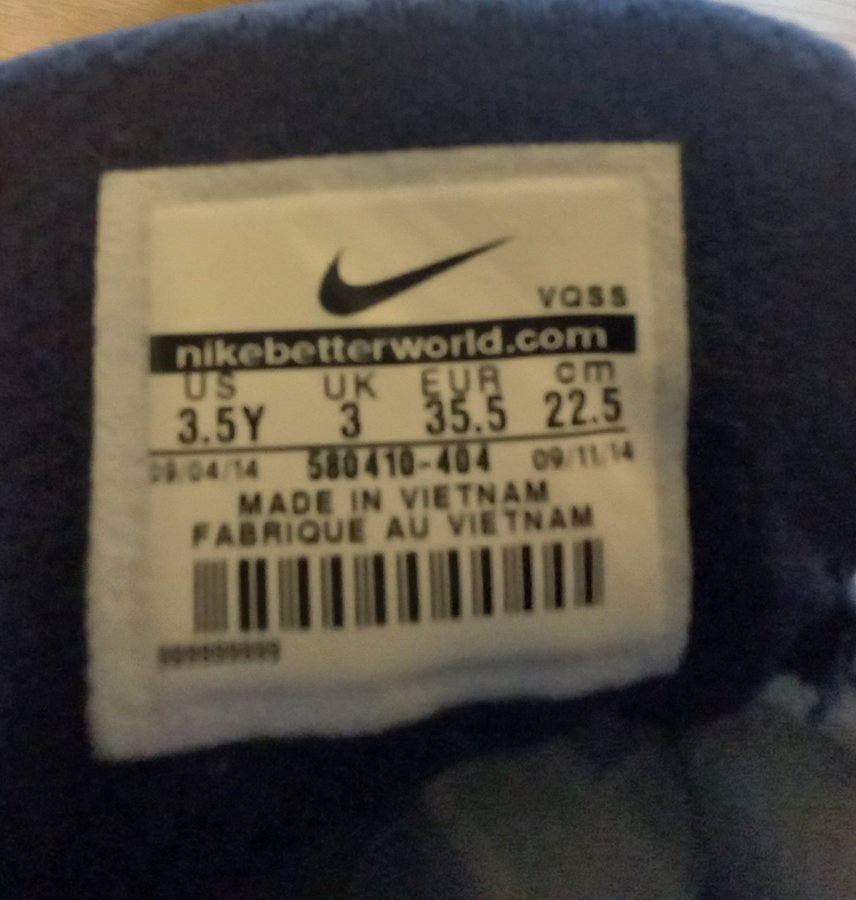 VQSS
nikebetterworld.com
US UK EUR cm
3.5Y 3 35.5 22.5
09/04/14 580410-404 09/11/14
MADE IN VIETNAM
FABRIQUE AU VIETNAM